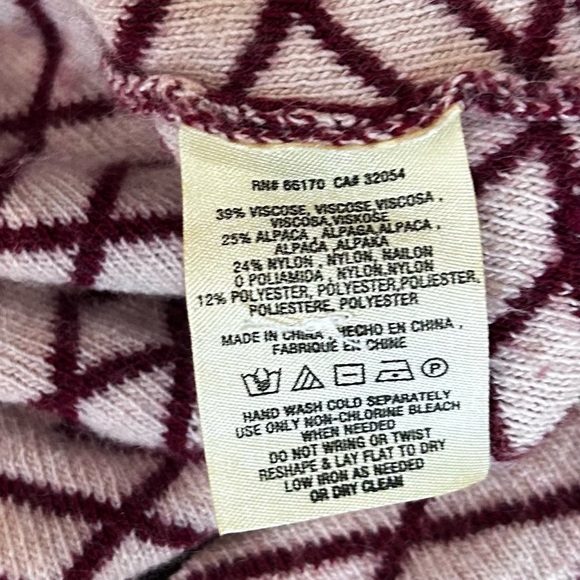 RN# 66170 CA# 32054
39% VISCOSE, VISCOSE, VISCOSA,
VISCOSA, VISKOSE
25% ALPACA, ALPAGA, ALPACA,
ALPACA, ALPAKA
24% NYLON, NYLON, NAILON
O POLIAMIDA, NYLON, NYLON
12% POLYESTER, POLYESTER, POLIESTER,
POLIESTERE, POLYESTER
MADE IN CHINA, HECHO EN CHINA,
FABRIQUE EN CHINE
P
HAND WASH COLD SEPARATELY
USE ONLY NON-CHLORINE BLEACH
WHEN NEEDED
DO NOT WRING OR TWIST
RESHAPE & LAY FLAT TO DRY
LOW IRON AS NEEDED
OR DRY CLEAN